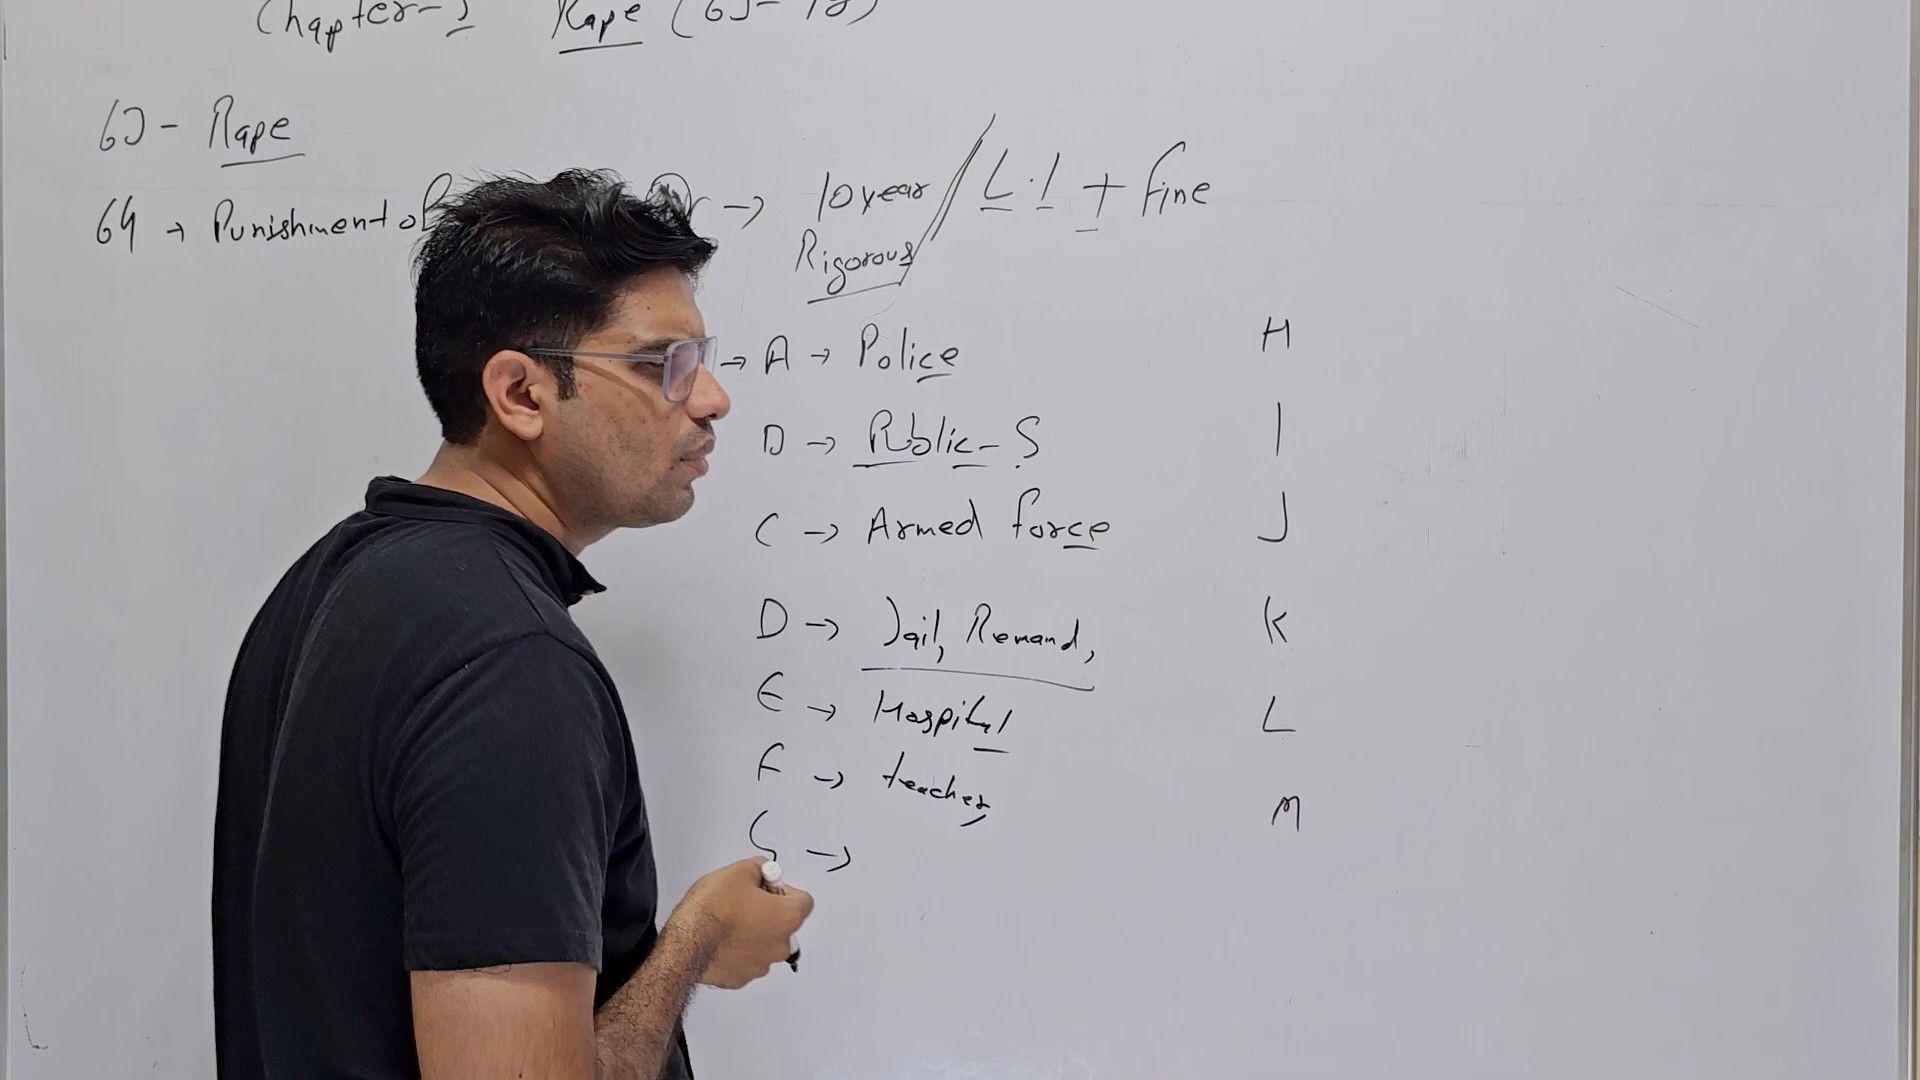 Chapter-5 Rape (63-
63 - Rape
64 → Punishment of → 10 year / L.I + fine
Rigorous
→ A → Police
B → Public - S
C → Armed force
D → Jail, Remand,
E → Hospital
F → teacher
G →
H
I
J
K
L
M